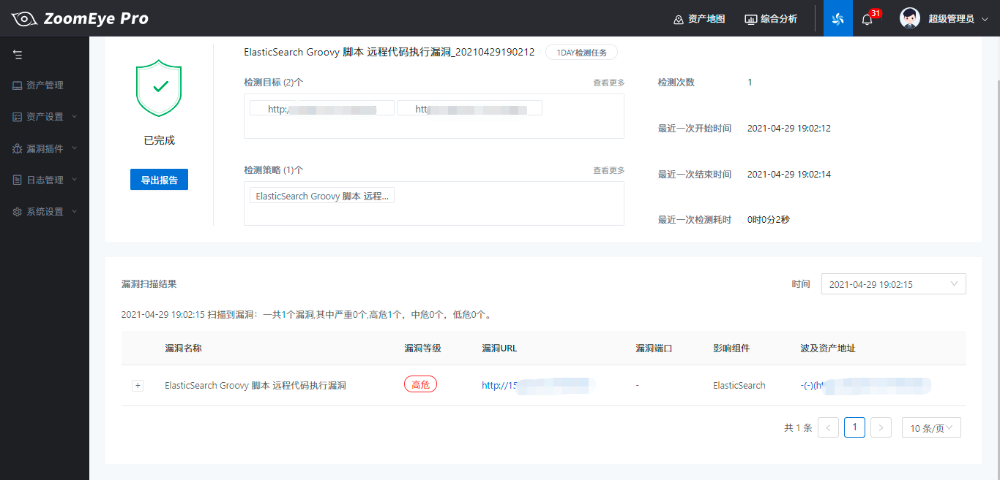 ZoomEye Pro
资产地图
综合分析
31
超级管理员
资产管理
资产设置
漏洞插件
日志管理
系统设置
已完成
导出报告
ElasticSearch Groovy 脚本 远程代码执行漏洞_20210429190212
1DAY检测任务
检测目标 (2)个
查看更多
http:/
htt
检测策略 (1)个
查看更多
ElasticSearch Groovy 脚本 远程...
检测次数 1
最近一次开始时间 2021-04-29 19:02:12
最近一次结束时间 2021-04-29 19:02:14
最近一次检测耗时 0时0分2秒
漏洞扫描结果
时间 2021-04-29 19:02:15
2021-04-29 19:02:15 扫描到漏洞：一共1个漏洞,其中严重0个,高危1个，中危0个，低危0个。
漏洞名称 漏洞等级 漏洞URL 漏洞端口 影响组件 波及资产地址
+ ElasticSearch Groovy 脚本 远程代码执行漏洞 高危 http://15 - ElasticSearch -(-)(ht
共 1 条 < 1 > 10 条/页